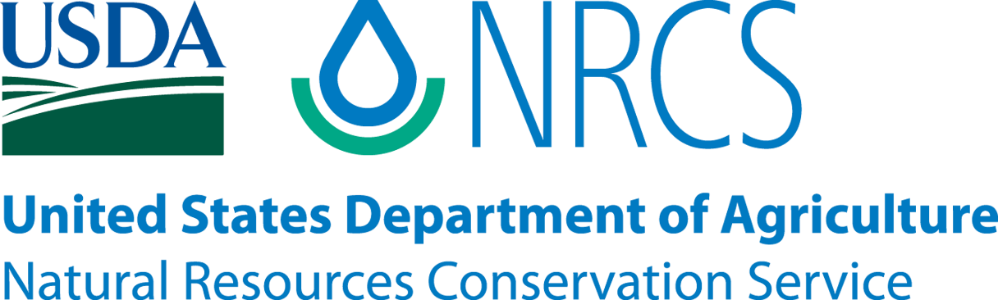 USDA NRCS
United States Department of Agriculture
Natural Resources Conservation Service